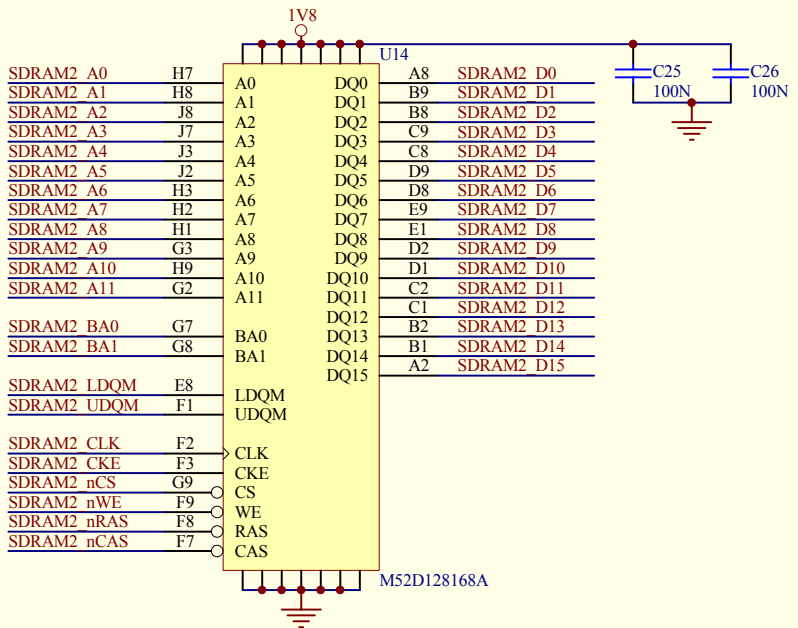 1V8
U14
SDRAM2_A0 H7 A0 DQ0 A8 SDRAM2_D0
SDRAM2_A1 H8 A1 DQ1 B9 SDRAM2_D1
SDRAM2_A2 J8 A2 DQ2 B8 SDRAM2_D2
SDRAM2_A3 J7 A3 DQ3 C9 SDRAM2_D3
SDRAM2_A4 J3 A4 DQ4 C8 SDRAM2_D4
SDRAM2_A5 J2 A5 DQ5 D9 SDRAM2_D5
SDRAM2_A6 H3 A6 DQ6 D8 SDRAM2_D6
SDRAM2_A7 H2 A7 DQ7 E9 SDRAM2_D7
SDRAM2_A8 H1 A8 DQ8 E1 SDRAM2_D8
SDRAM2_A9 G3 A9 DQ9 D2 SDRAM2_D9
SDRAM2_A10 H9 A10 DQ10 D1 SDRAM2_D10
SDRAM2_A11 G2 A11 DQ11 C2 SDRAM2_D11
DQ12 C1 SDRAM2_D12
SDRAM2_BA0 G7 BA0 DQ13 B2 SDRAM2_D13
SDRAM2_BA1 G8 BA1 DQ14 B1 SDRAM2_D14
DQ15 A2 SDRAM2_D15
SDRAM2_LDQM E8 LDQM
SDRAM2_UDQM F1 UDQM
SDRAM2_CLK F2 CLK
SDRAM2_CKE F3 CKE
SDRAM2_nCS G9 CS
SDRAM2_nWE F9 WE
SDRAM2_nRAS F8 RAS
SDRAM2_nCAS F7 CAS
M52D128168A
C25
100N
C26
100N